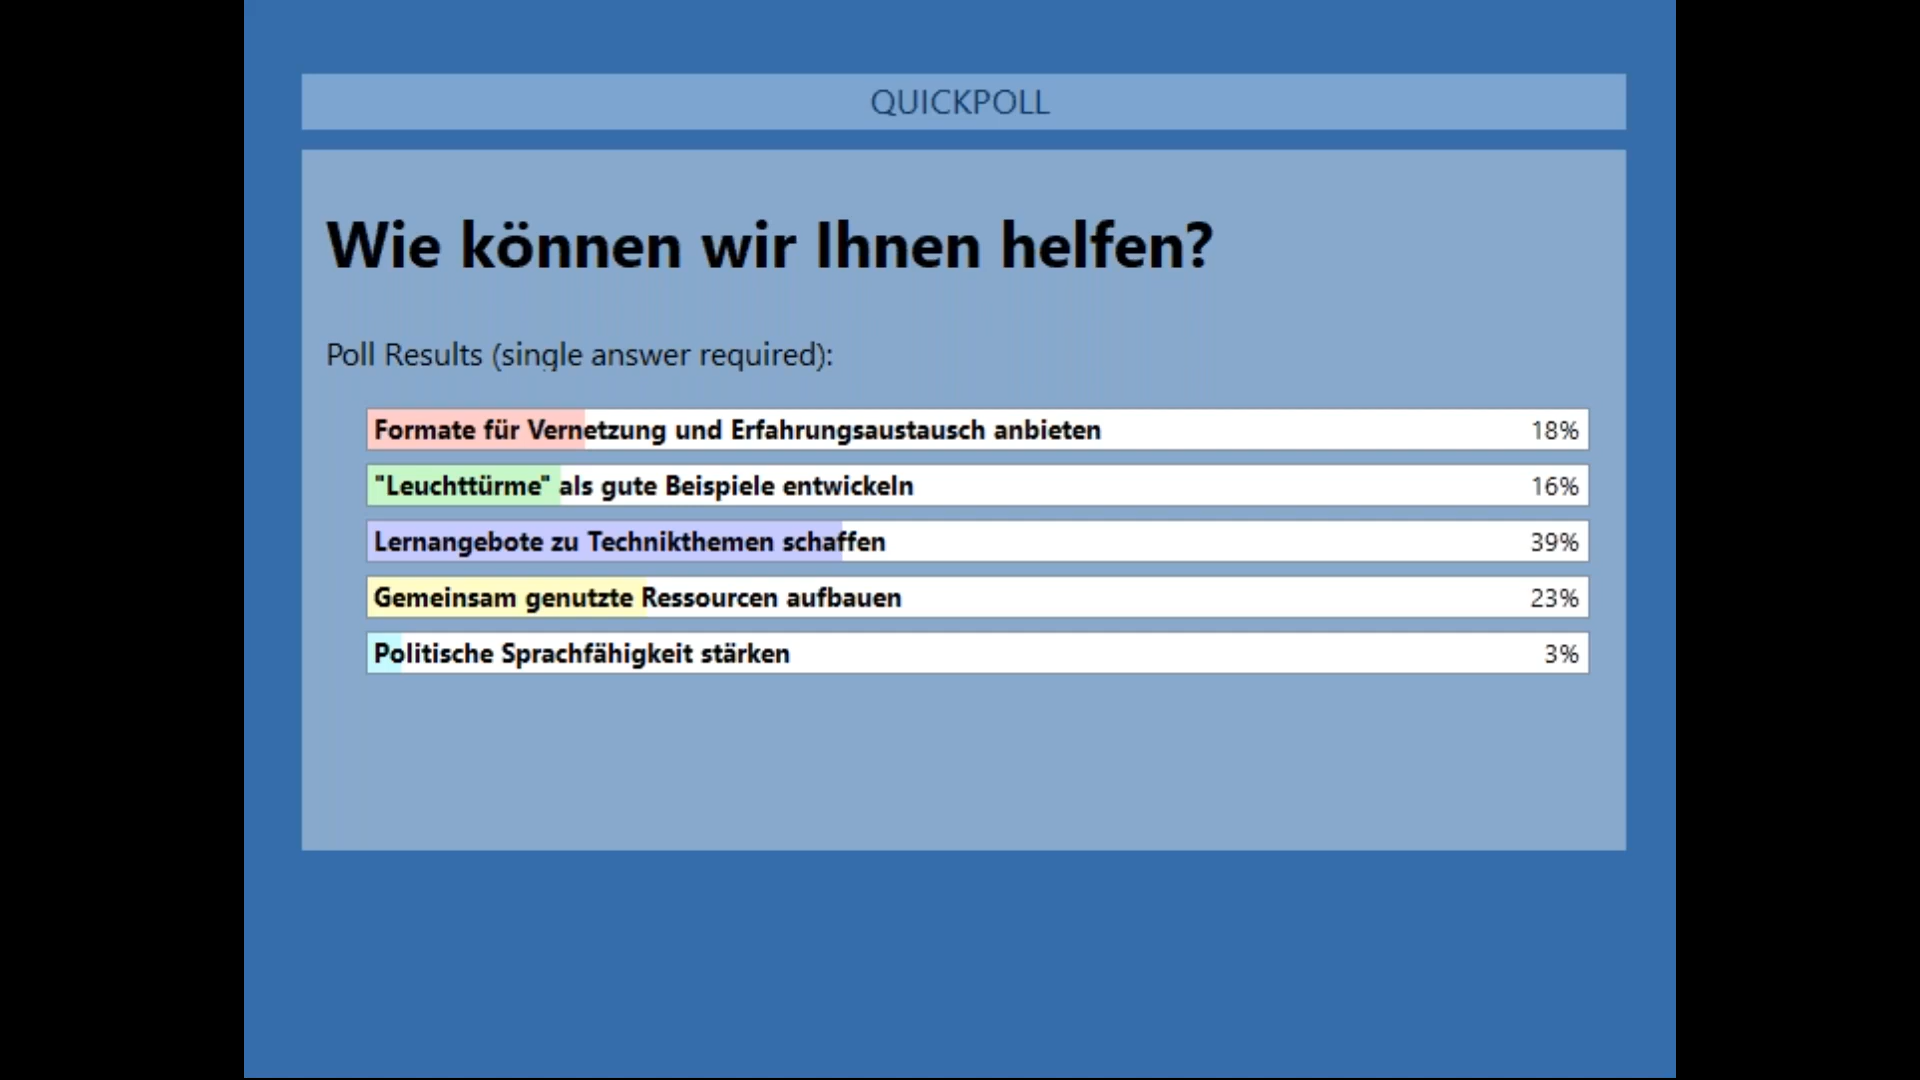 QUICKPOLL
Wie können wir Ihnen helfen?
Poll Results (single answer required):
Formate für Vernetzung und Erfahrungsaustausch anbieten 18%
"Leuchttürme" als gute Beispiele entwickeln 16%
Lernangebote zu Technikthemen schaffen 39%
Gemeinsam genutzte Ressourcen aufbauen 23%
Politische Sprachfähigkeit stärken 3%